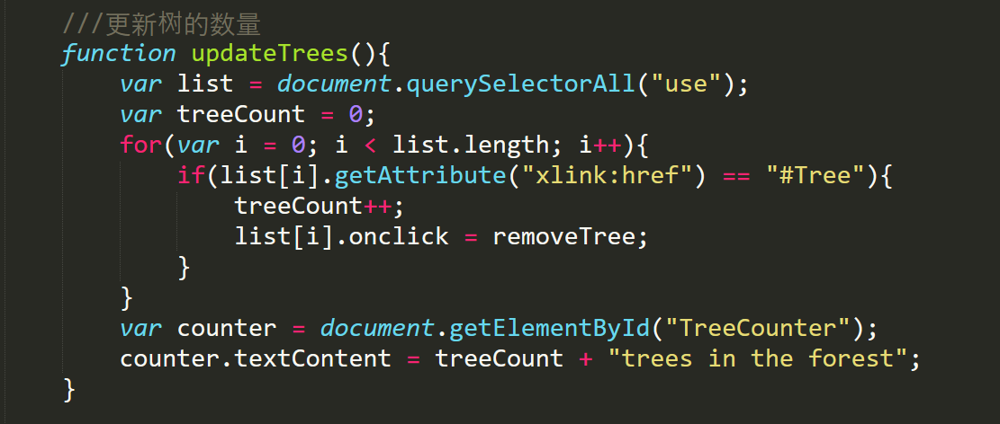 ///更新树的数量
function updateTrees(){
var list = document.querySelectorAll("use");
var treeCount = 0;
for(var i = 0; i < list.length; i++){
if(list[i].getAttribute("xlink:href") == "#Tree"){
treeCount++;
list[i].onclick = removeTree;
}
}
var counter = document.getElementById("TreeCounter");
counter.textContent = treeCount + "trees in the forest";
}